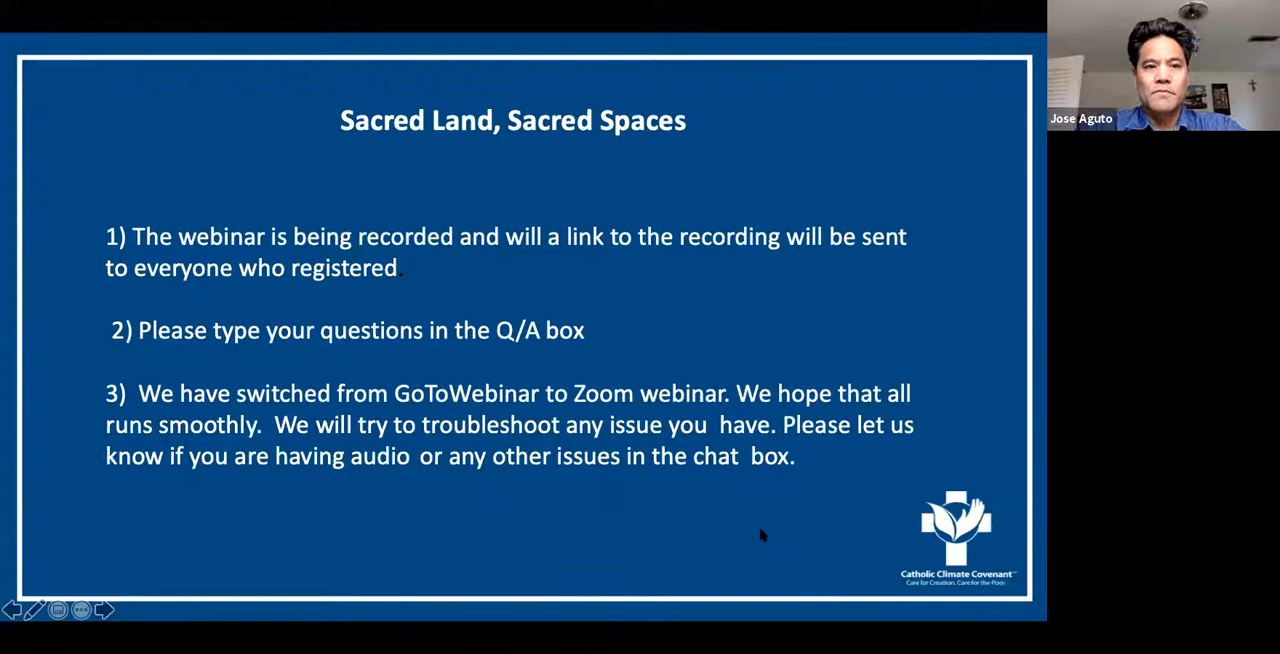 Sacred Land, Sacred Spaces
Jose Aguto
1) The webinar is being recorded and will a link to the recording will be sent
to everyone who registered.
2) Please type your questions in the Q/A box
3) We have switched from GoToWebinar to Zoom webinar. We hope that all
runs smoothly. We will try to troubleshoot any issue you have. Please let us
know if you are having audio or any other issues in the chat box.
Catholic Climate Covenant
Care for Creation. Care for the Poor.